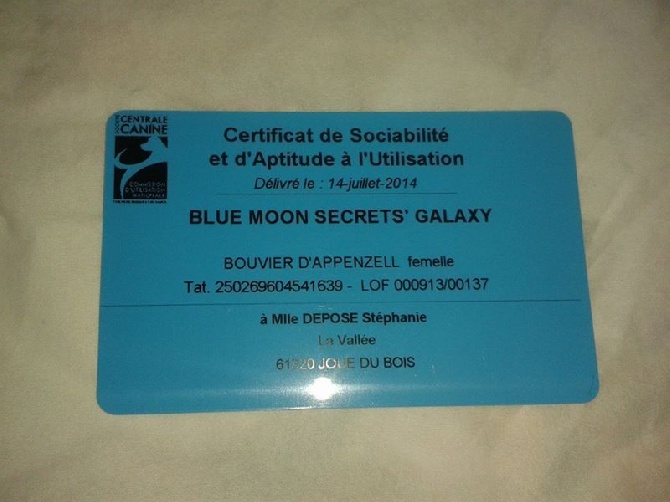 CENTRALE
CANINE
Certificat de Sociabilité
et d'Aptitude à l'Utilisation
Délivré le : 14-juillet-2014
BLUE MOON SECRETS' GALAXY
BOUVIER D'APPENZELL femelle
Tat. 250269604541639 - LOF 000913/00137
à Mlle DEPOSE Stéphanie
La Vallée
61320 JOUE DU BOIS